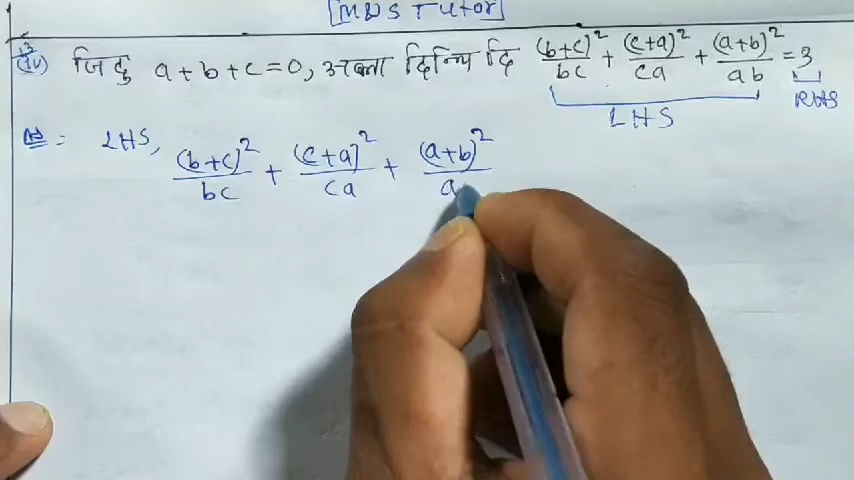 [MDS Tutor]
(iv) a+b+c=0, (b+c)²/bc + (c+a)²/ca + (a+b)²/ab = 3
LHS RHS
LHS, (b+c)²/bc + (c+a)²/ca + (a+b)²/a